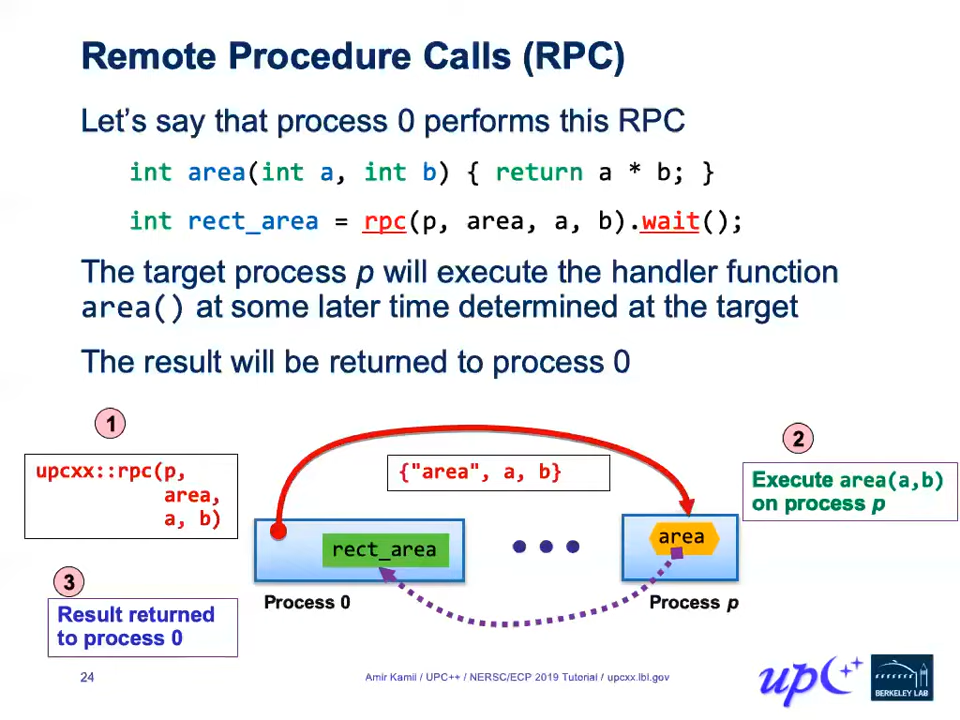 Remote Procedure Calls (RPC)
Let's say that process 0 performs this RPC
int area(int a, int b) { return a * b; }
int rect_area = rpc(p, area, a, b).wait();
The target process p will execute the handler function
area() at some later time determined at the target
The result will be returned to process 0
1
upcxx::rpc(p,
area,
a, b)
{"area", a, b}
2
Execute area(a,b)
on process p
rect_area
area
Process 0
Process p
3
Result returned
to process 0
24
Amir Kamil / UPC++ / NERSC/ECP 2019 Tutorial / upcxx.lbl.gov
upC++
BERKELEY LAB